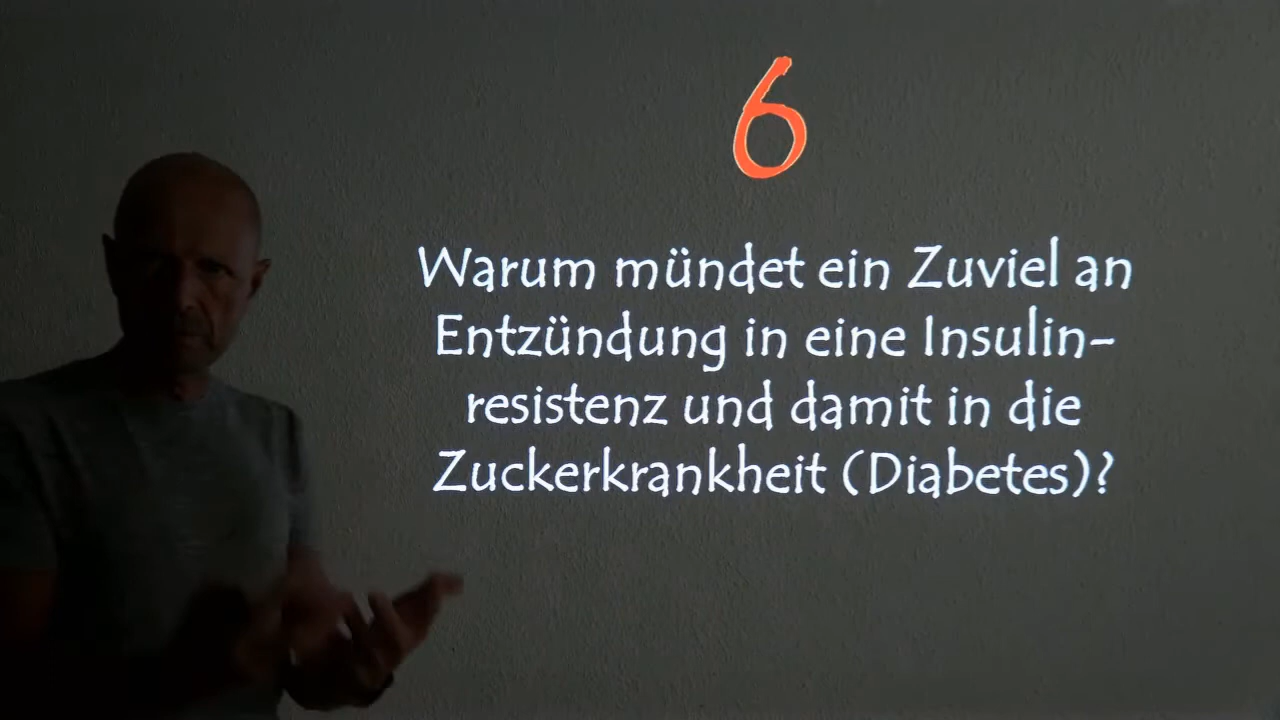 6
Warum mündet ein Zuviel an
Entzündung in eine Insulin-
resistenz und damit in die
Zuckerkrankheit (Diabetes)?